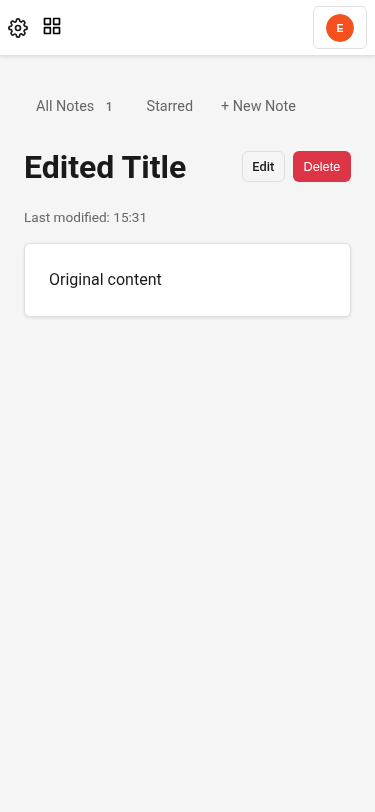 E
All Notes 1 Starred + New Note
Edited Title Edit Delete
Last modified: 15:31
Original content